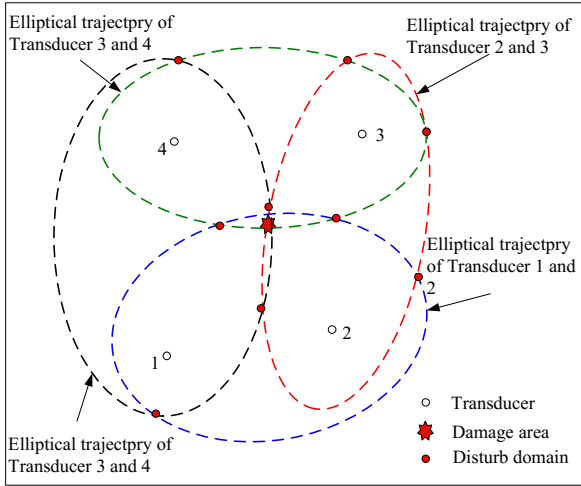 Elliptical trajectpry of
Transducer 3 and 4
Elliptical trajectpry of
Transducer 2 and 3
4
3
Elliptical trajectpry
of Transducer 1 and
2
2
1
Transducer
Damage area
Disturb domain
Elliptical trajectpry of
Transducer 3 and 4